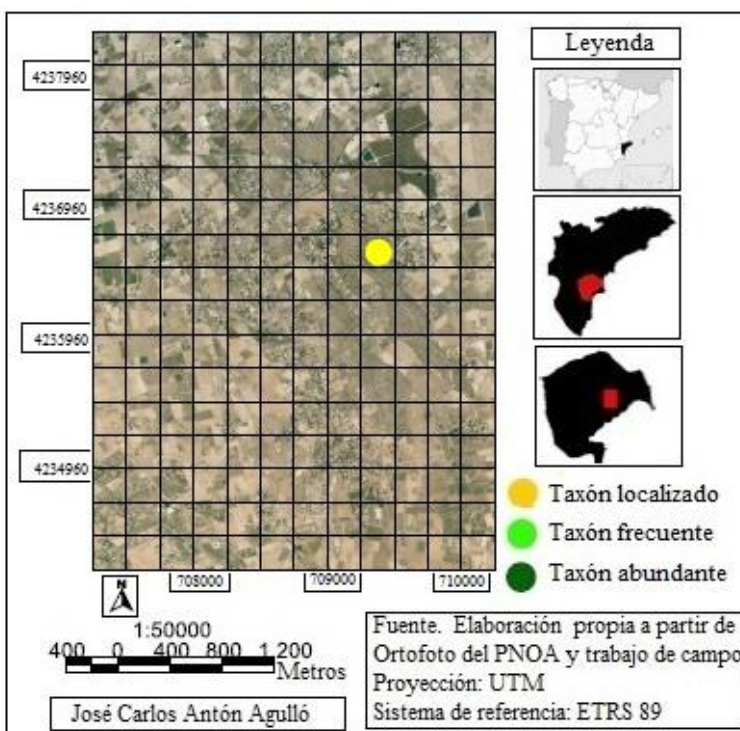 Leyenda
4237960
4236960
4235960
4234960
Taxón localizado
Taxón frecuente
Taxón abundante
708000
709000
710000
N
1:50000
400 0 400 800 1.200
Metros
José Carlos Antón Agulló
Fuente. Elaboración propia a partir de
Ortofoto del PNOA y trabajo de campo
Proyección: UTM
Sistema de referencia: ETRS 89